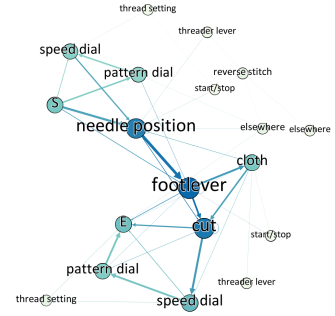 thread setting
threader lever
speed dial
pattern dial
reverse stitch
start/stop
S
needle position
elsewhere
elsewhere
cloth
footlever
E
cut
start/stop
pattern dial
threader lever
thread setting
speed dial